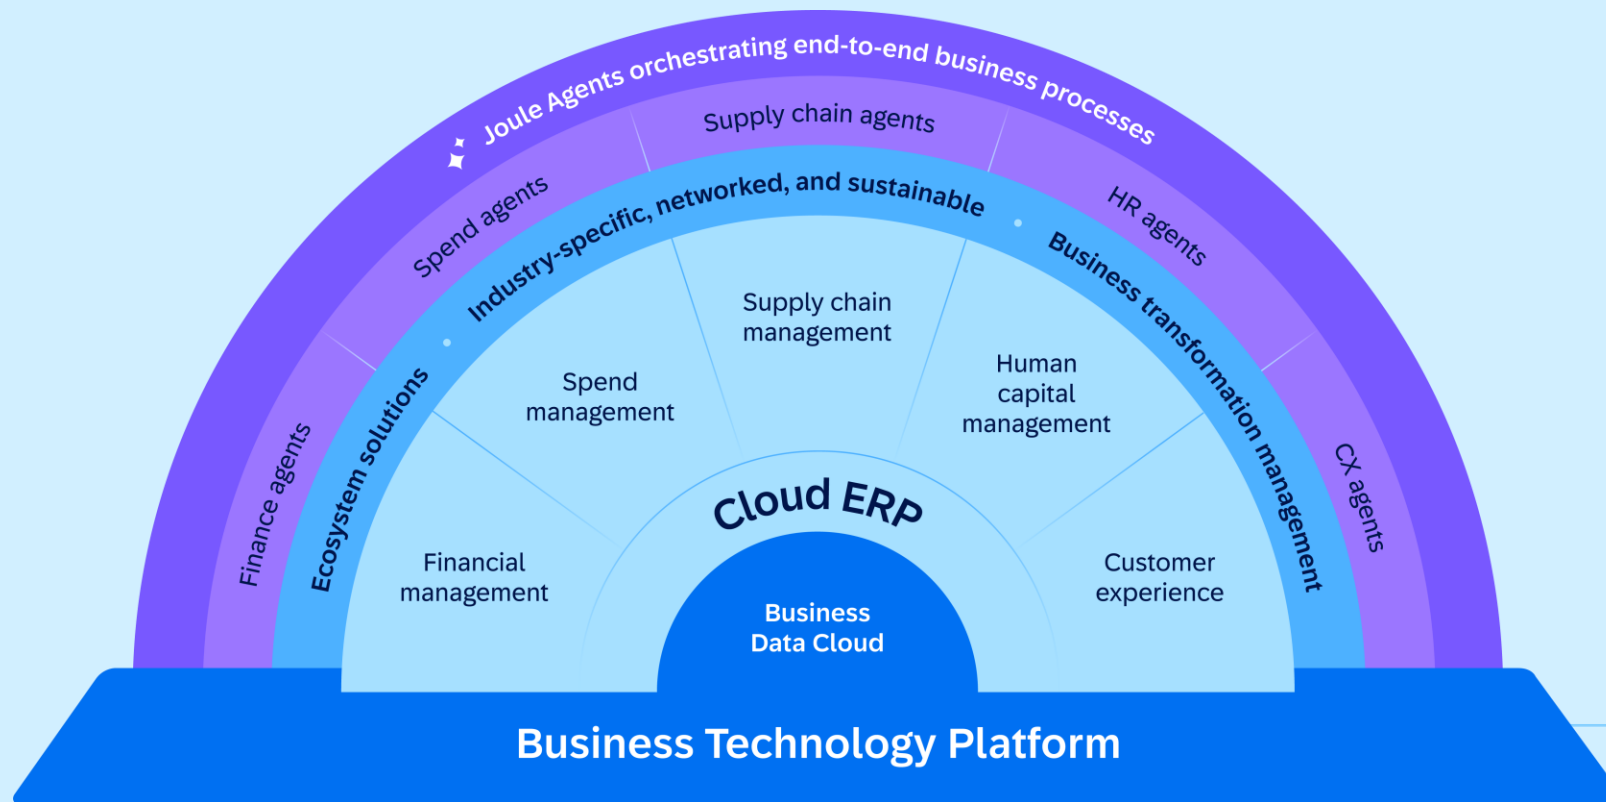 Joule Agents orchestrating end-to-end business processes
Finance agents
Spend agents
Supply chain agents
HR agents
CX agents
Ecosystem solutions
Industry-specific, networked, and sustainable
Business transformation management
Financial
management
Spend
management
Supply chain
management
Human
capital
management
Customer
experience
Cloud ERP
Business
Data Cloud
Business Technology Platform